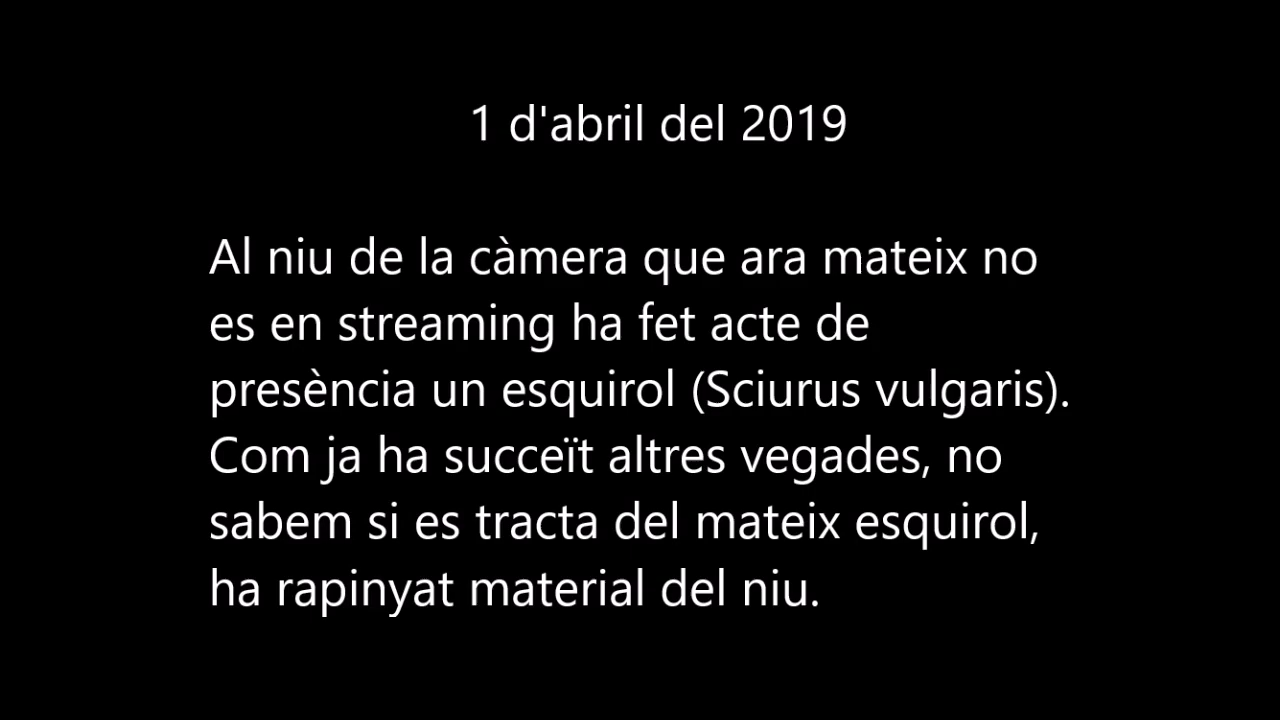 1 d'abril del 2019
Al niu de la càmera que ara mateix no
es en streaming ha fet acte de
presència un esquirol (Sciurus vulgaris).
Com ja ha succeït altres vegades, no
sabem si es tracta del mateix esquirol,
ha rapinyat material del niu.